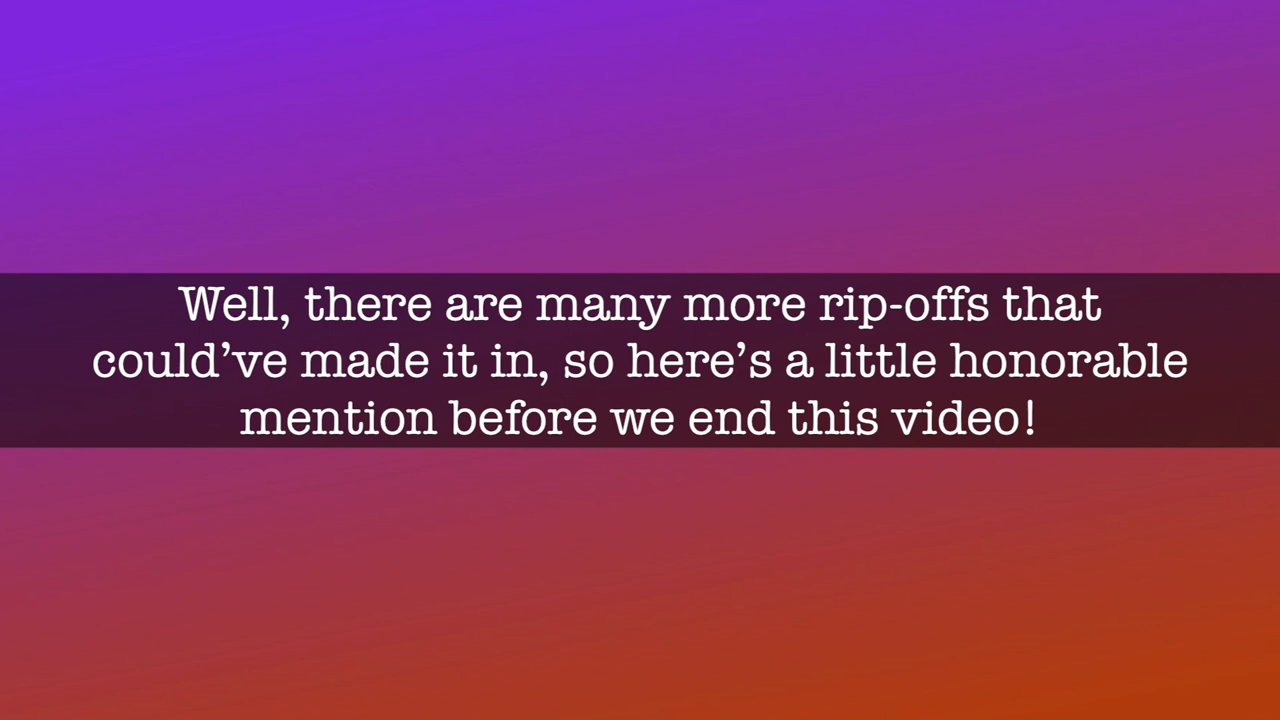 Well, there are many more rip-offs that
could’ve made it in, so here’s a little honorable
mention before we end this video!